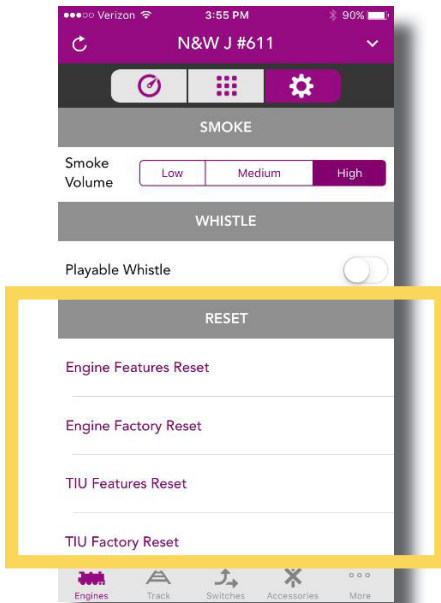 Verizon 3:55 PM 90%
N&W J #611
SMOKE
Smoke
Volume
Low Medium High
WHISTLE
Playable Whistle
RESET
Engine Features Reset
Engine Factory Reset
TIU Features Reset
TIU Factory Reset
Engines Track Switches Accessories More